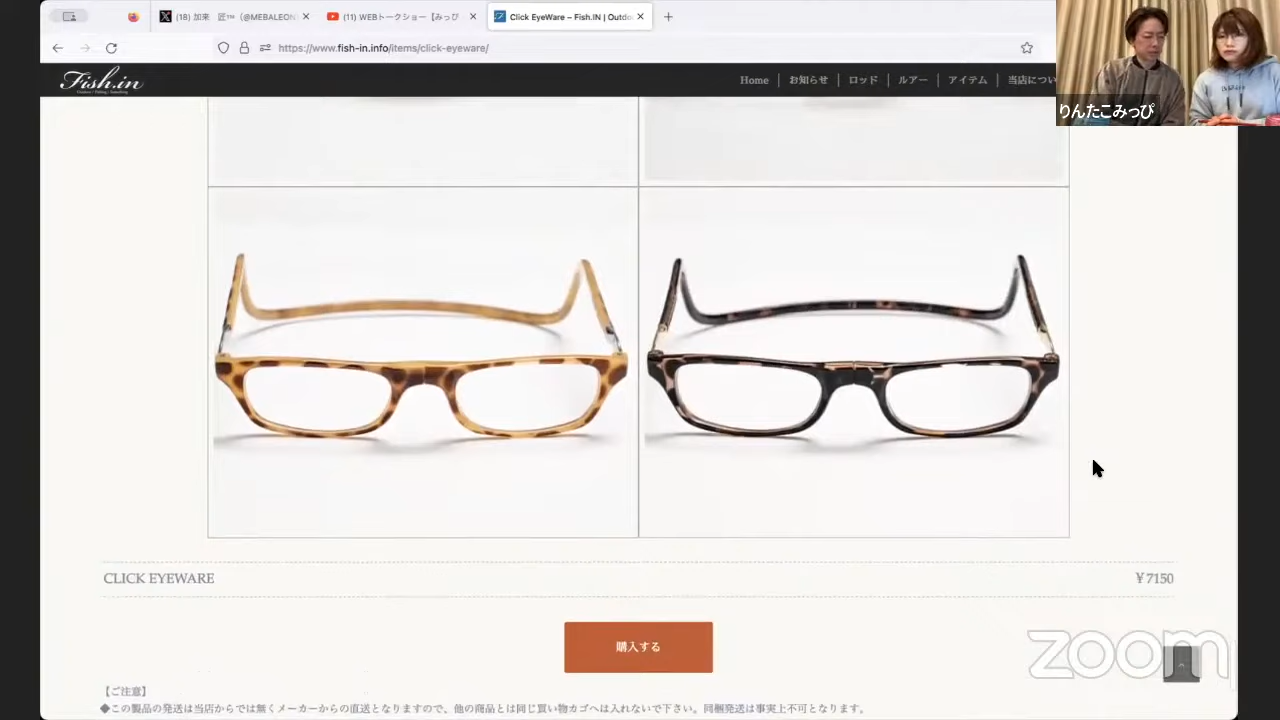 (18) 加来 匠™（@MEBALEON
(11) WEBトークショー【みっぴ
Click EyeWare – Fish.IN | Outdo
https://www.fish-in.info/items/click-eyeware/
Fish.in
Home
お知らせ
ロッド
ルアー
アイテム
当店につい
りんたこみっぴ
CLICK EYEWARE
￥7150
購入する
zoom
【ご注意】
◆この製品の発送は当店からでは無くメーカーからの直送となりますので、他の商品とは同じ買い物カゴへは入れないで下さい。同梱発送は事実上不可となります。